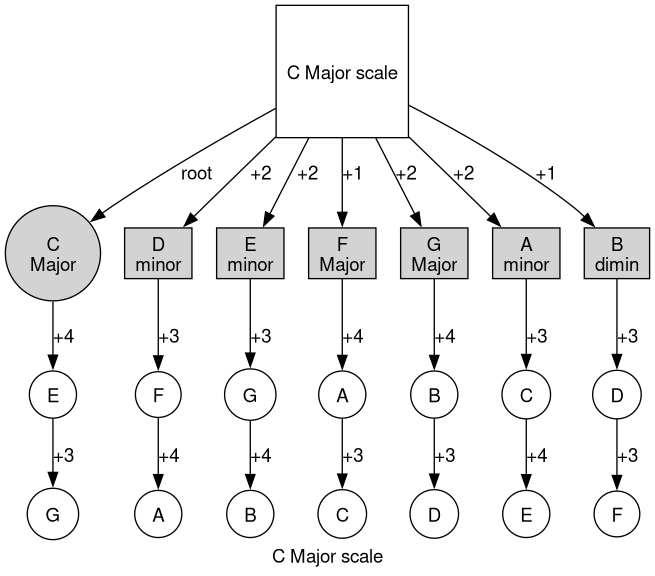 C Major scale
root
+2
+2
+1
+2
+2
+1
C
Major
D
minor
E
minor
F
Major
G
Major
A
minor
B
dimin
+4
+3
+3
+4
+4
+3
+3
E
F
G
A
B
C
D
+3
+4
+4
+3
+3
+4
+3
G
A
B
C
D
E
F
C Major scale